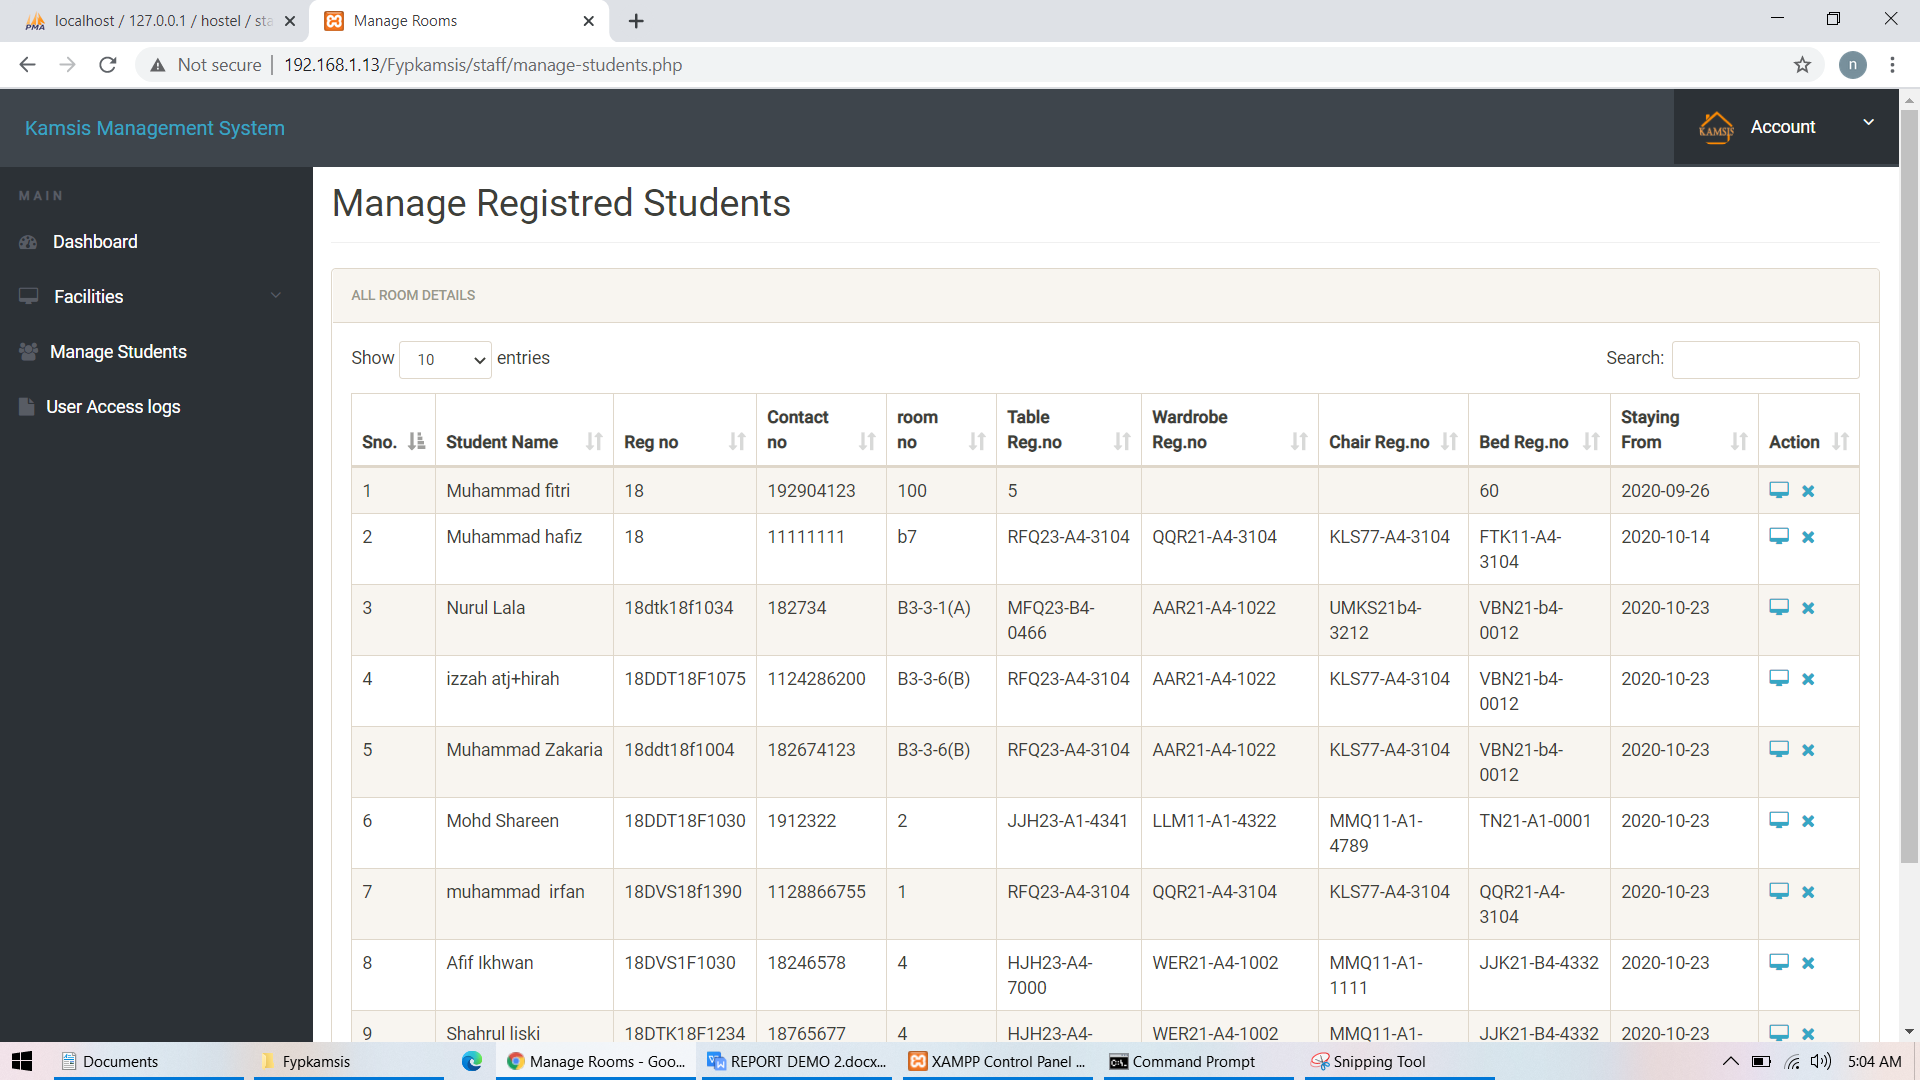 localhost / 127.0.0.1 / hostel / sta
Manage Rooms
Not secure | 192.168.1.13/Fypkamsis/staff/manage-students.php
n
Kamsis Management System
KAMSIS
Account
MAIN
Dashboard
Facilities
Manage Students
User Access logs
Manage Registred Students
ALL ROOM DETAILS
Show 10 entries
Search:
Sno. Student Name Reg no Contact no room no Table Reg.no Wardrobe Reg.no Chair Reg.no Bed Reg.no Staying From Action
1 Muhammad fitri 18 192904123 100 5 60 2020-09-26
2 Muhammad hafiz 18 11111111 b7 RFQ23-A4-3104 QQR21-A4-3104 KLS77-A4-3104 FTK11-A4-3104 2020-10-14
3 Nurul Lala 18dtk18f1034 182734 B3-3-1(A) MFQ23-B4-0466 AAR21-A4-1022 UMKS21b4-3212 VBN21-b4-0012 2020-10-23
4 izzah atj+hirah 18DDT18F1075 1124286200 B3-3-6(B) RFQ23-A4-3104 AAR21-A4-1022 KLS77-A4-3104 VBN21-b4-0012 2020-10-23
5 Muhammad Zakaria 18ddt18f1004 182674123 B3-3-6(B) RFQ23-A4-3104 AAR21-A4-1022 KLS77-A4-3104 VBN21-b4-0012 2020-10-23
6 Mohd Shareen 18DDT18F1030 1912322 2 JJH23-A1-4341 LLM11-A1-4322 MMQ11-A1-4789 TN21-A1-0001 2020-10-23
7 muhammad irfan 18DVS18f1390 1128866755 1 RFQ23-A4-3104 QQR21-A4-3104 KLS77-A4-3104 QQR21-A4-3104 2020-10-23
8 Afif Ikhwan 18DVS1F1030 18246578 4 HJH23-A4-7000 WER21-A4-1002 MMQ11-A1-1111 JJK21-B4-4332 2020-10-23
9 Shahrul liski 18DTK18F1234 18765677 4 HJH23-A4- WER21-A4-1002 MMQ11-A1- JJK21-B4-4332 2020-10-23
Documents
Fypkamsis
Manage Rooms - Goo...
REPORT DEMO 2.docx...
XAMPP Control Panel ...
Command Prompt
Snipping Tool
5:04 AM